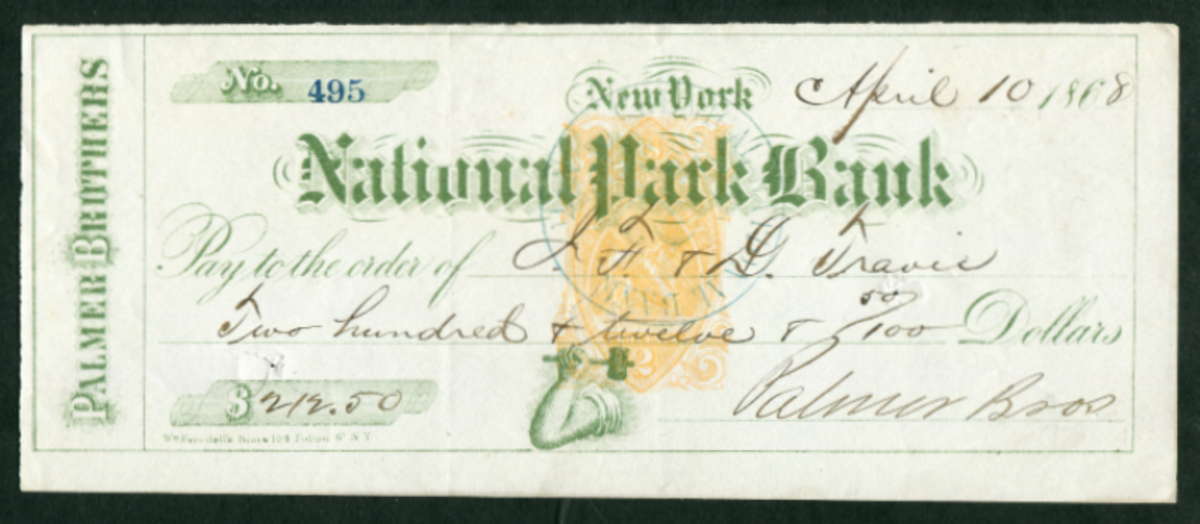 PALMER BROTHERS
No. 495
New York April 10 1868
National Park Bank
Pay to the order of J. H. & D. Travis
Two hundred & twelve & 50/100 Dollars
$ 212.50
Palmer Bros